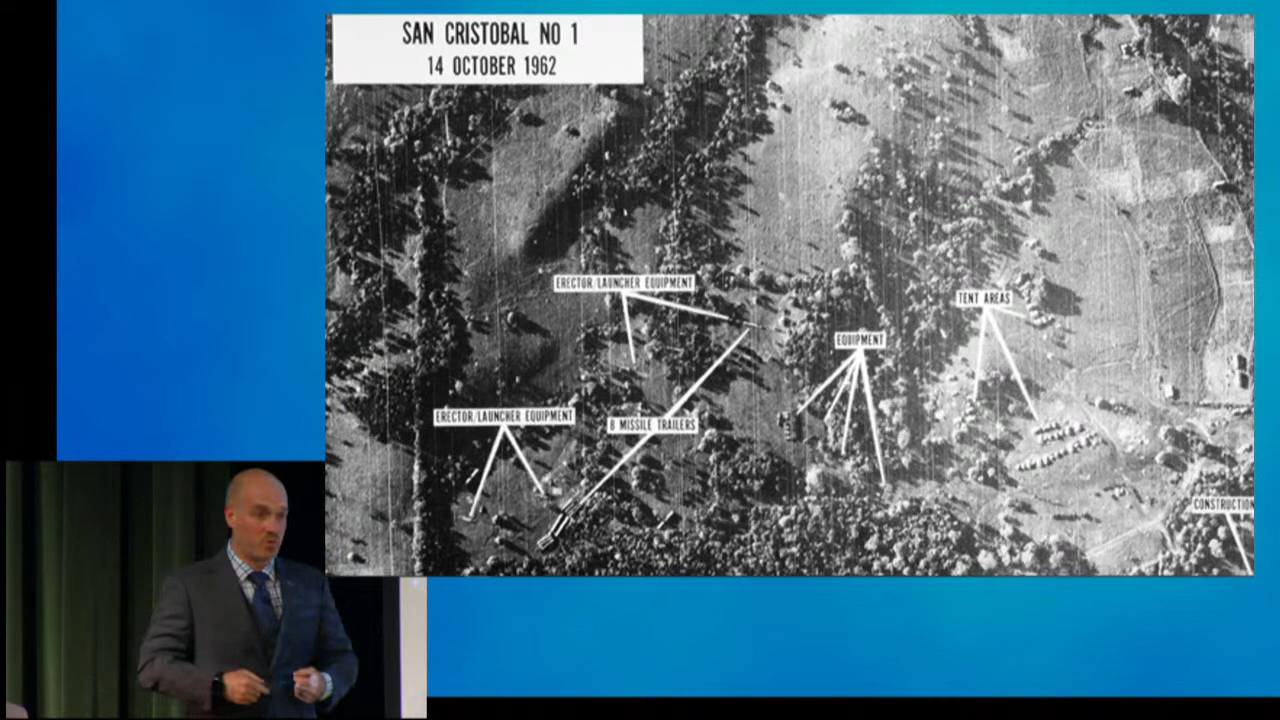 SAN CRISTOBAL NO 1
14 OCTOBER 1962
ERECTOR/LAUNCHER EQUIPMENT
TENT AREAS
EQUIPMENT
ERECTOR/LAUNCHER EQUIPMENT
8 MISSILE TRAILERS
CONSTRUCTION